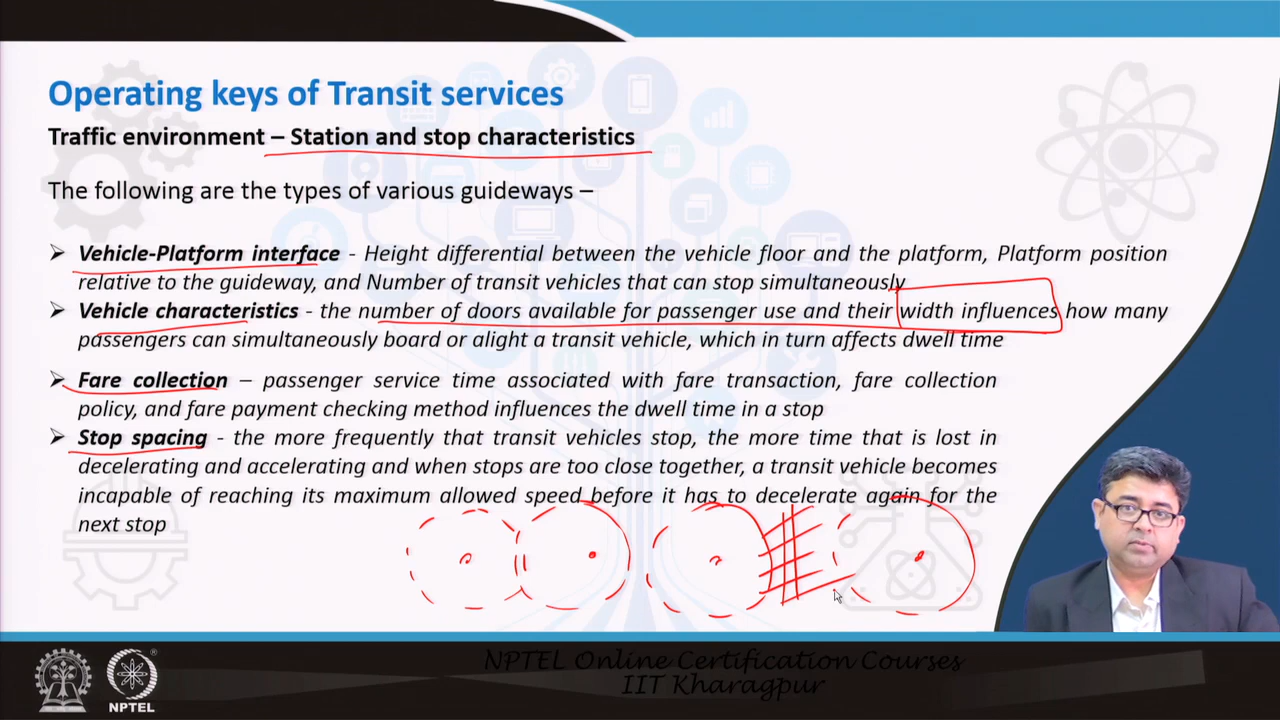 Operating keys of Transit services
Traffic environment – Station and stop characteristics
The following are the types of various guideways –
➢ Vehicle-Platform interface - Height differential between the vehicle floor and the platform, Platform position
relative to the guideway, and Number of transit vehicles that can stop simultaneously
➢ Vehicle characteristics - the number of doors available for passenger use and their width influences how many
passengers can simultaneously board or alight a transit vehicle, which in turn affects dwell time
➢ Fare collection – passenger service time associated with fare transaction, fare collection
policy, and fare payment checking method influences the dwell time in a stop
➢ Stop spacing - the more frequently that transit vehicles stop, the more time that is lost in
decelerating and accelerating and when stops are too close together, a transit vehicle becomes
incapable of reaching its maximum allowed speed before it has to decelerate again for the
next stop
NPTEL Online Certification Courses
IIT Kharagpur
NPTEL